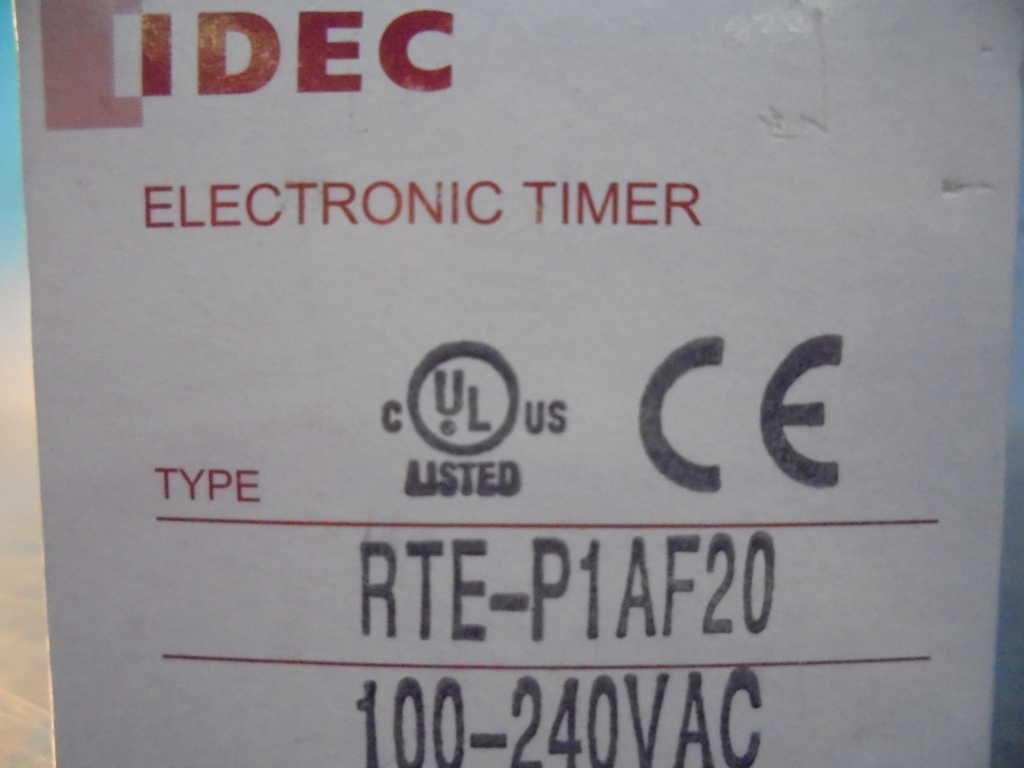 IDEC
ELECTRONIC TIMER
C UL® US CE
LISTED
TYPE
RTE-P1AF20
100-240VAC